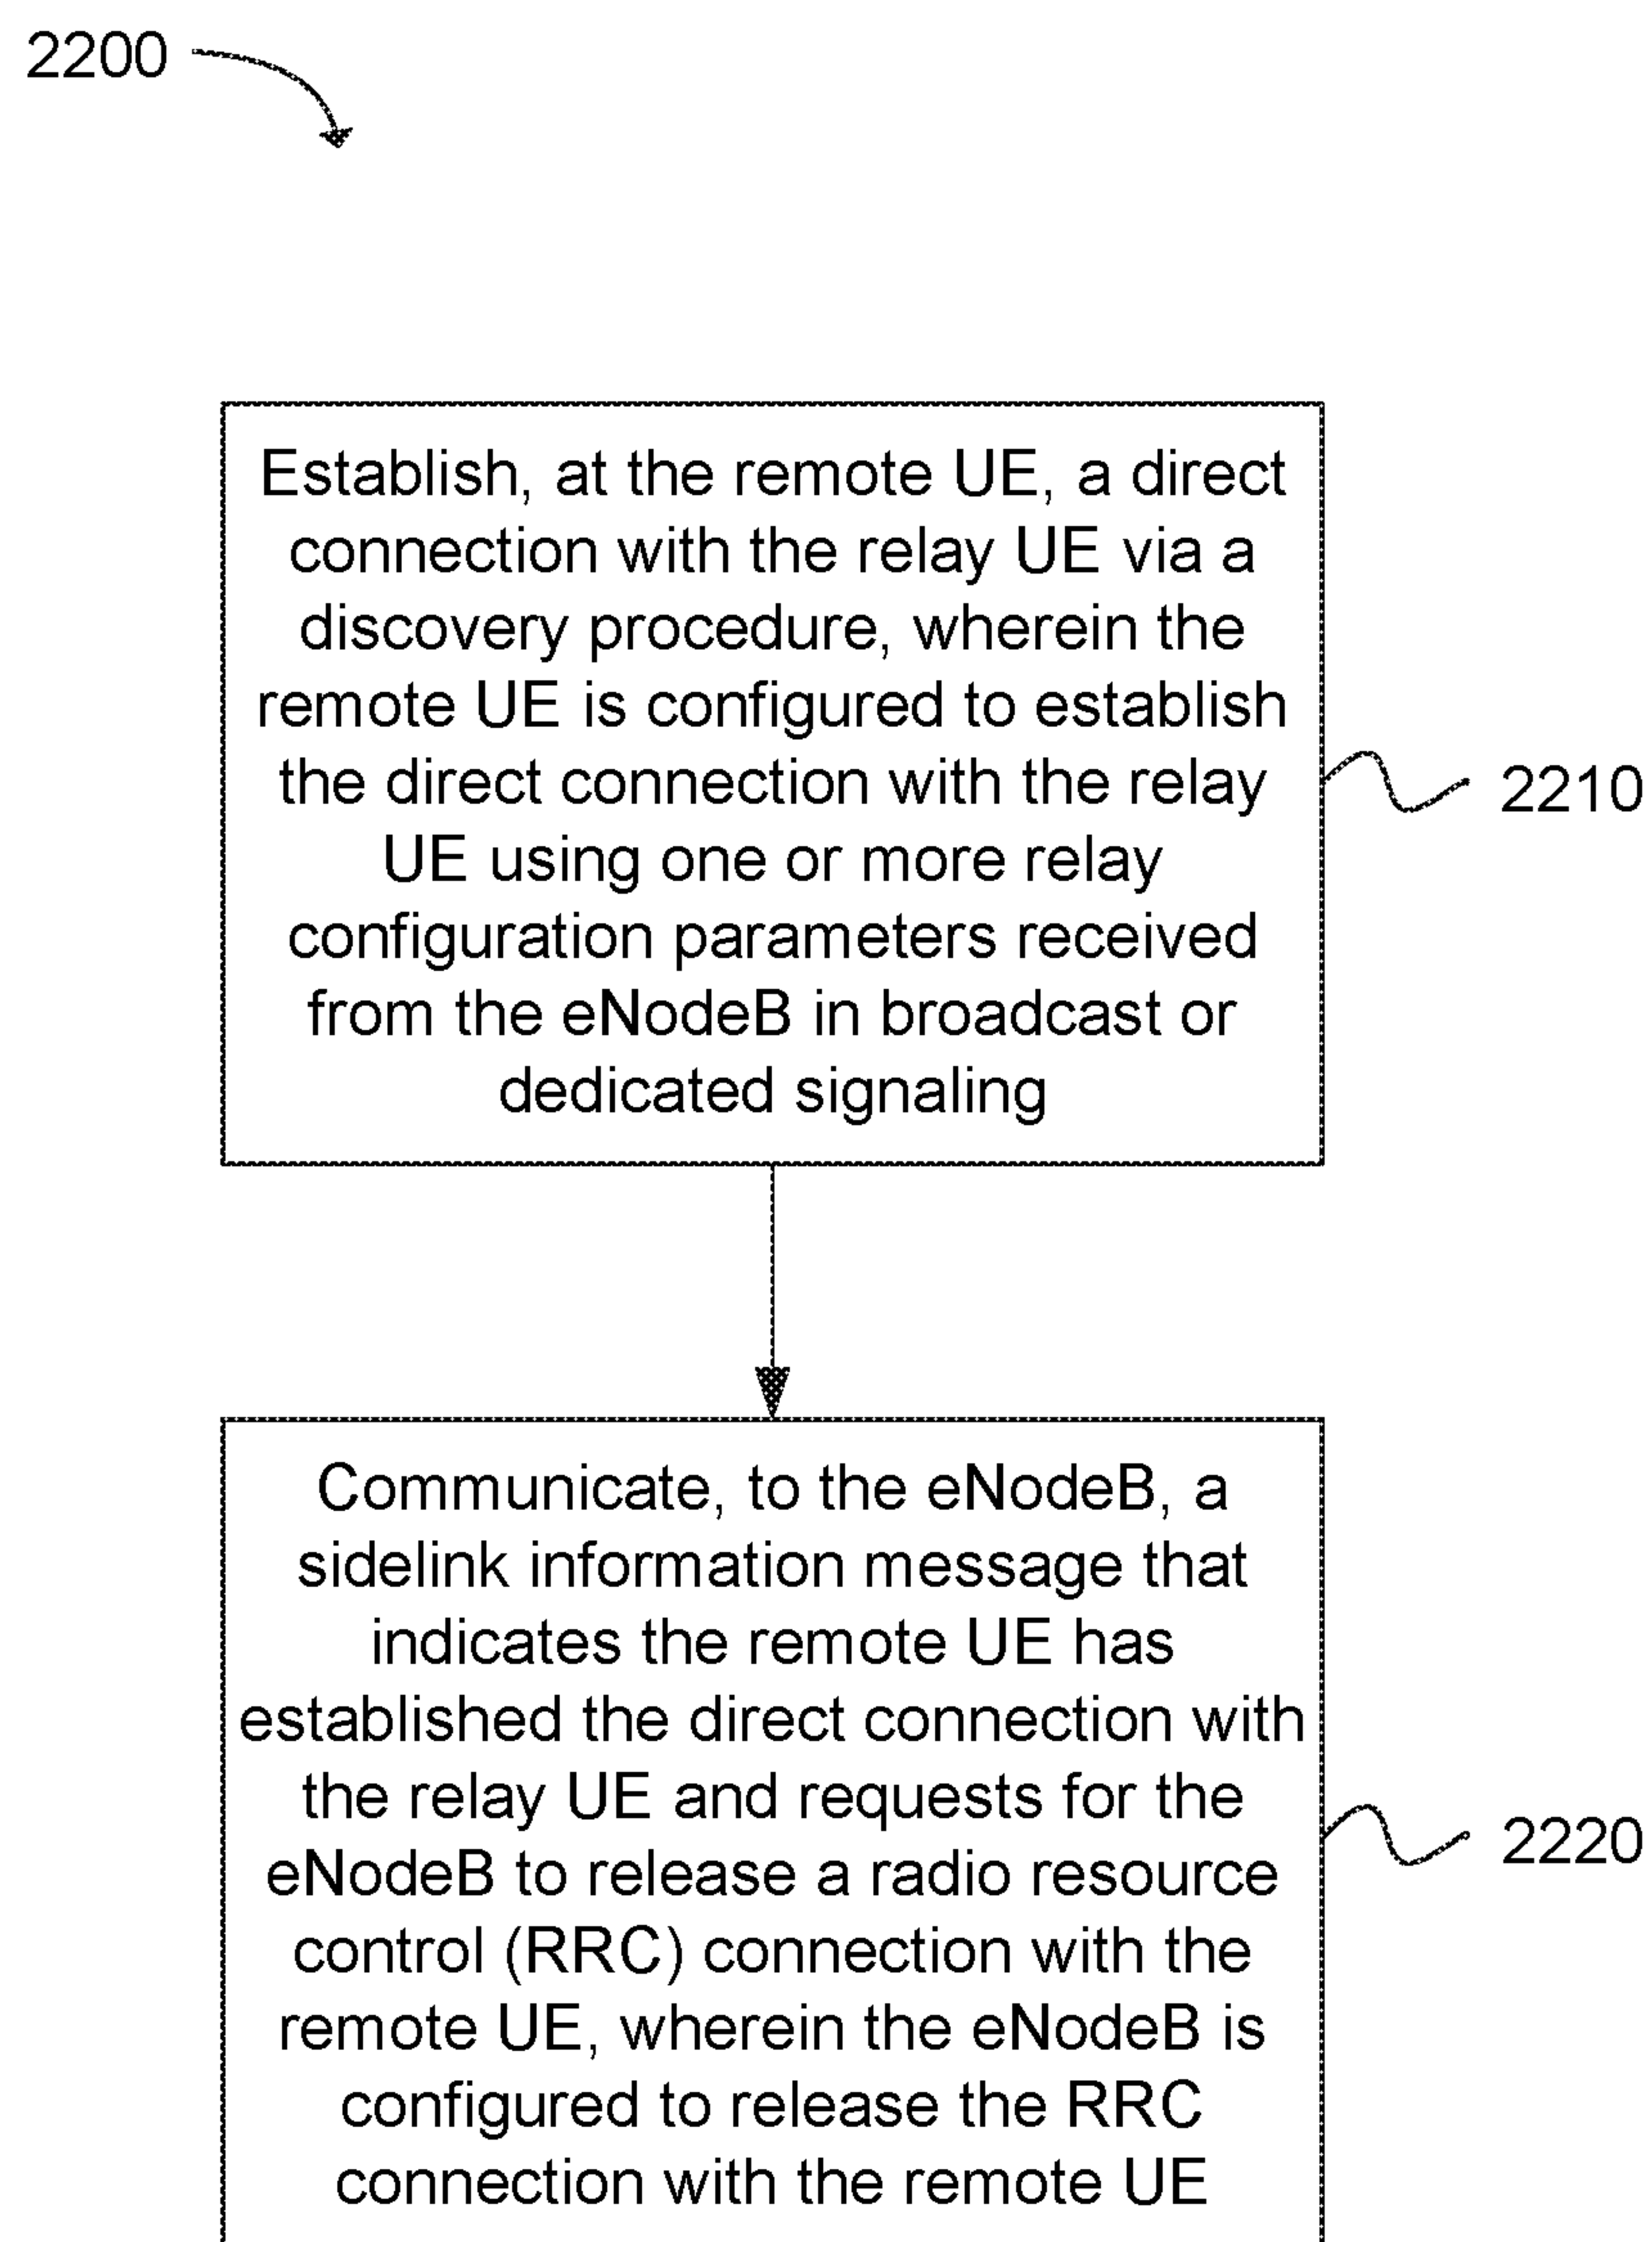 2200
Establish, at the remote UE, a direct
connection with the relay UE via a
discovery procedure, wherein the
remote UE is configured to establish
the direct connection with the relay
UE using one or more relay
configuration parameters received
from the eNodeB in broadcast or
dedicated signaling
2210
Communicate, to the eNodeB, a
sidelink information message that
indicates the remote UE has
established the direct connection with
the relay UE and requests for the
eNodeB to release a radio resource
control (RRC) connection with the
remote UE, wherein the eNodeB is
configured to release the RRC
connection with the remote UE
2220